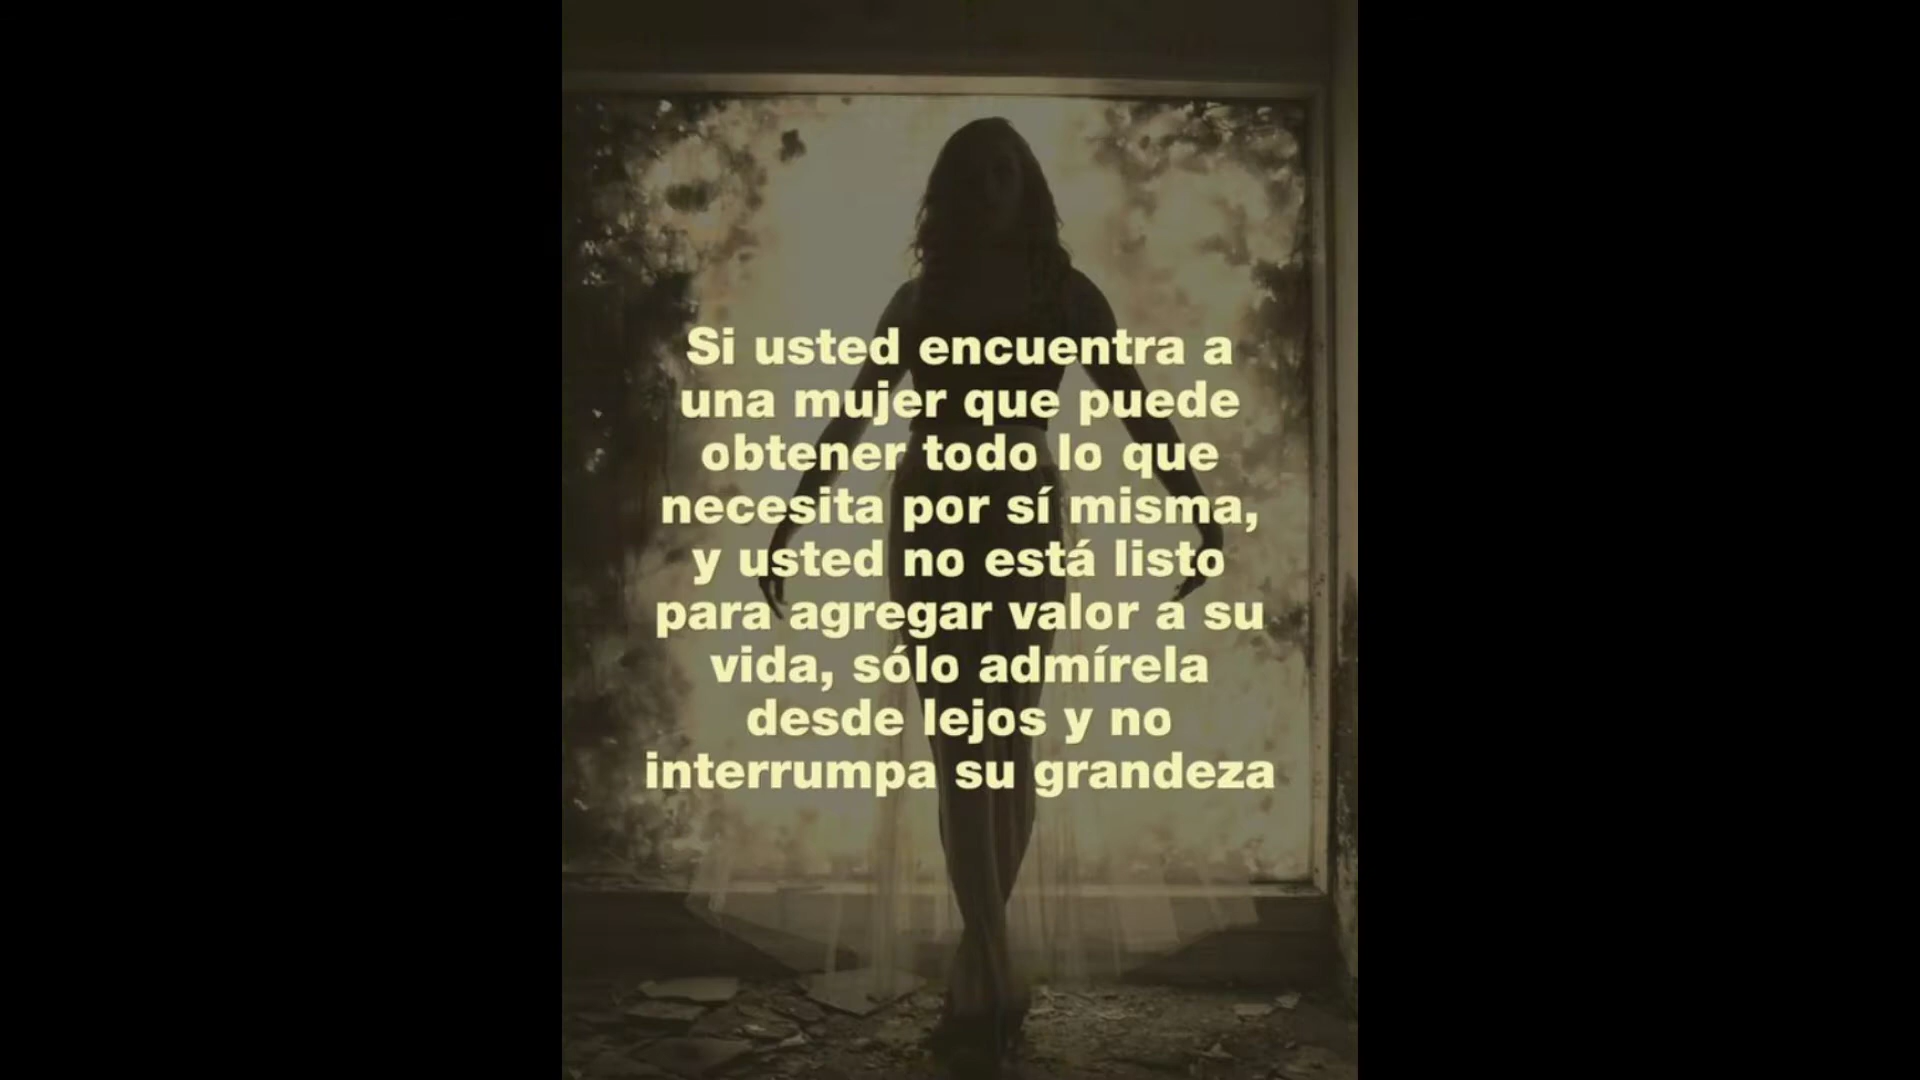 Si usted encuentra a
una mujer que puede
obtener todo lo que
necesita por sí misma,
y usted no está listo
para agregar valor a su
vida, sólo admírela
desde lejos y no
interrumpa su grandeza